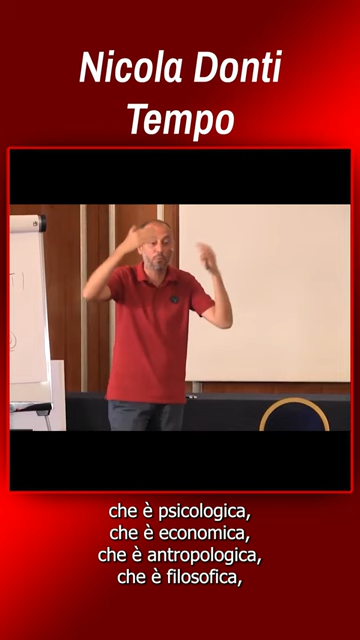 Nicola Donti
Tempo
che è psicologica,
che è economica,
che è antropologica,
che è filosofica,